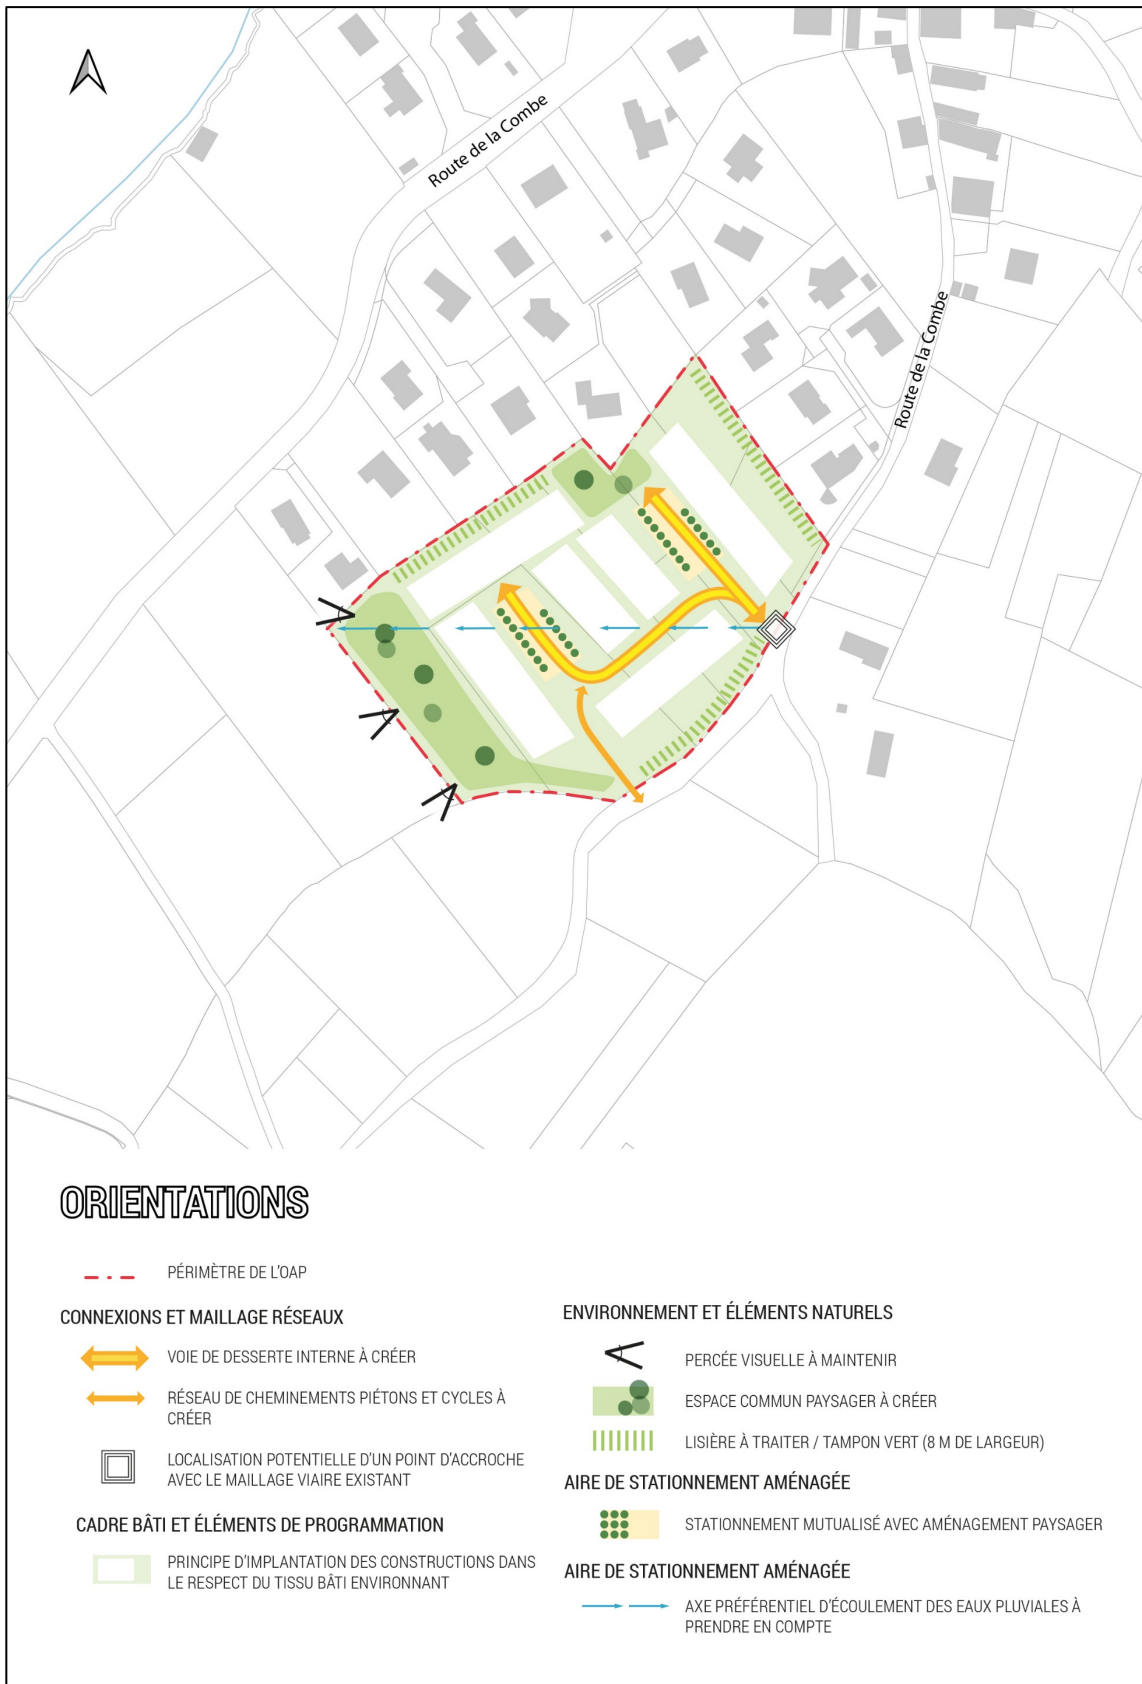 Route de la Combe
Route de la Combe
ORIENTATIONS
PÉRIMÈTRE DE L'OAP
CONNEXIONS ET MAILLAGE RÉSEAUX
VOIE DE DESSERTE INTERNE À CRÉER
RÉSEAU DE CHEMINEMENTS PIÉTONS ET CYCLES À
CRÉER
LOCALISATION POTENTIELLE D'UN POINT D'ACCROCHE
AVEC LE MAILLAGE VIAIRE EXISTANT
CADRE BÂTI ET ÉLÉMENTS DE PROGRAMMATION
PRINCIPE D'IMPLANTATION DES CONSTRUCTIONS DANS
LE RESPECT DU TISSU BÂTI ENVIRONNANT
ENVIRONNEMENT ET ÉLÉMENTS NATURELS
PERCÉE VISUELLE À MAINTENIR
ESPACE COMMUN PAYSAGER À CRÉER
LISIÈRE À TRAITER / TAMPON VERT (8 M DE LARGEUR)
AIRE DE STATIONNEMENT AMÉNAGÉE
STATIONNEMENT MUTUALISÉ AVEC AMÉNAGEMENT PAYSAGER
AIRE DE STATIONNEMENT AMÉNAGÉE
AXE PRÉFÉRENTIEL D'ÉCOULEMENT DES EAUX PLUVIALES À
PRENDRE EN COMPTE